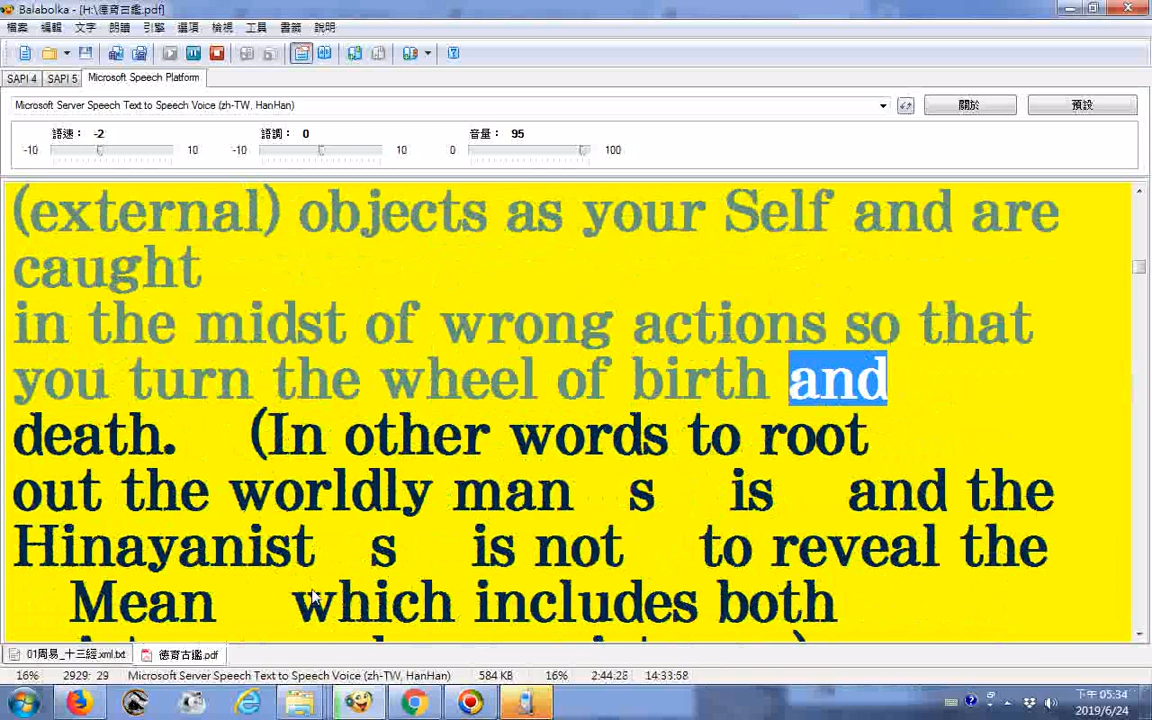 Balabolka - [H:\德育古鑑.pdf]
檔案 編輯 文字 朗讀 引擎 選項 檢視 工具 書籤 說明
SAPI 4 SAPI 5 Microsoft Speech Platform
Microsoft Server Speech Text to Speech Voice (zh-TW, HanHan) 關於 預設
語速： -2 語調： 0 音量： 95
-10 10 -10 10 0 100
(external) objects as your Self and are
caught
in the midst of wrong actions so that
you turn the wheel of birth and
death. (In other words to root
out the worldly man s is and the
Hinayanist s is not to reveal the
Mean which includes both
01周易_十三經.xml.txt 德育古鑑.pdf
16% 2929: 29 Microsoft Server Speech Text to Speech Voice (zh-TW, HanHan) 584 KB 16% 2:44:28 14:33:58
下午 05:34
2019/6/24